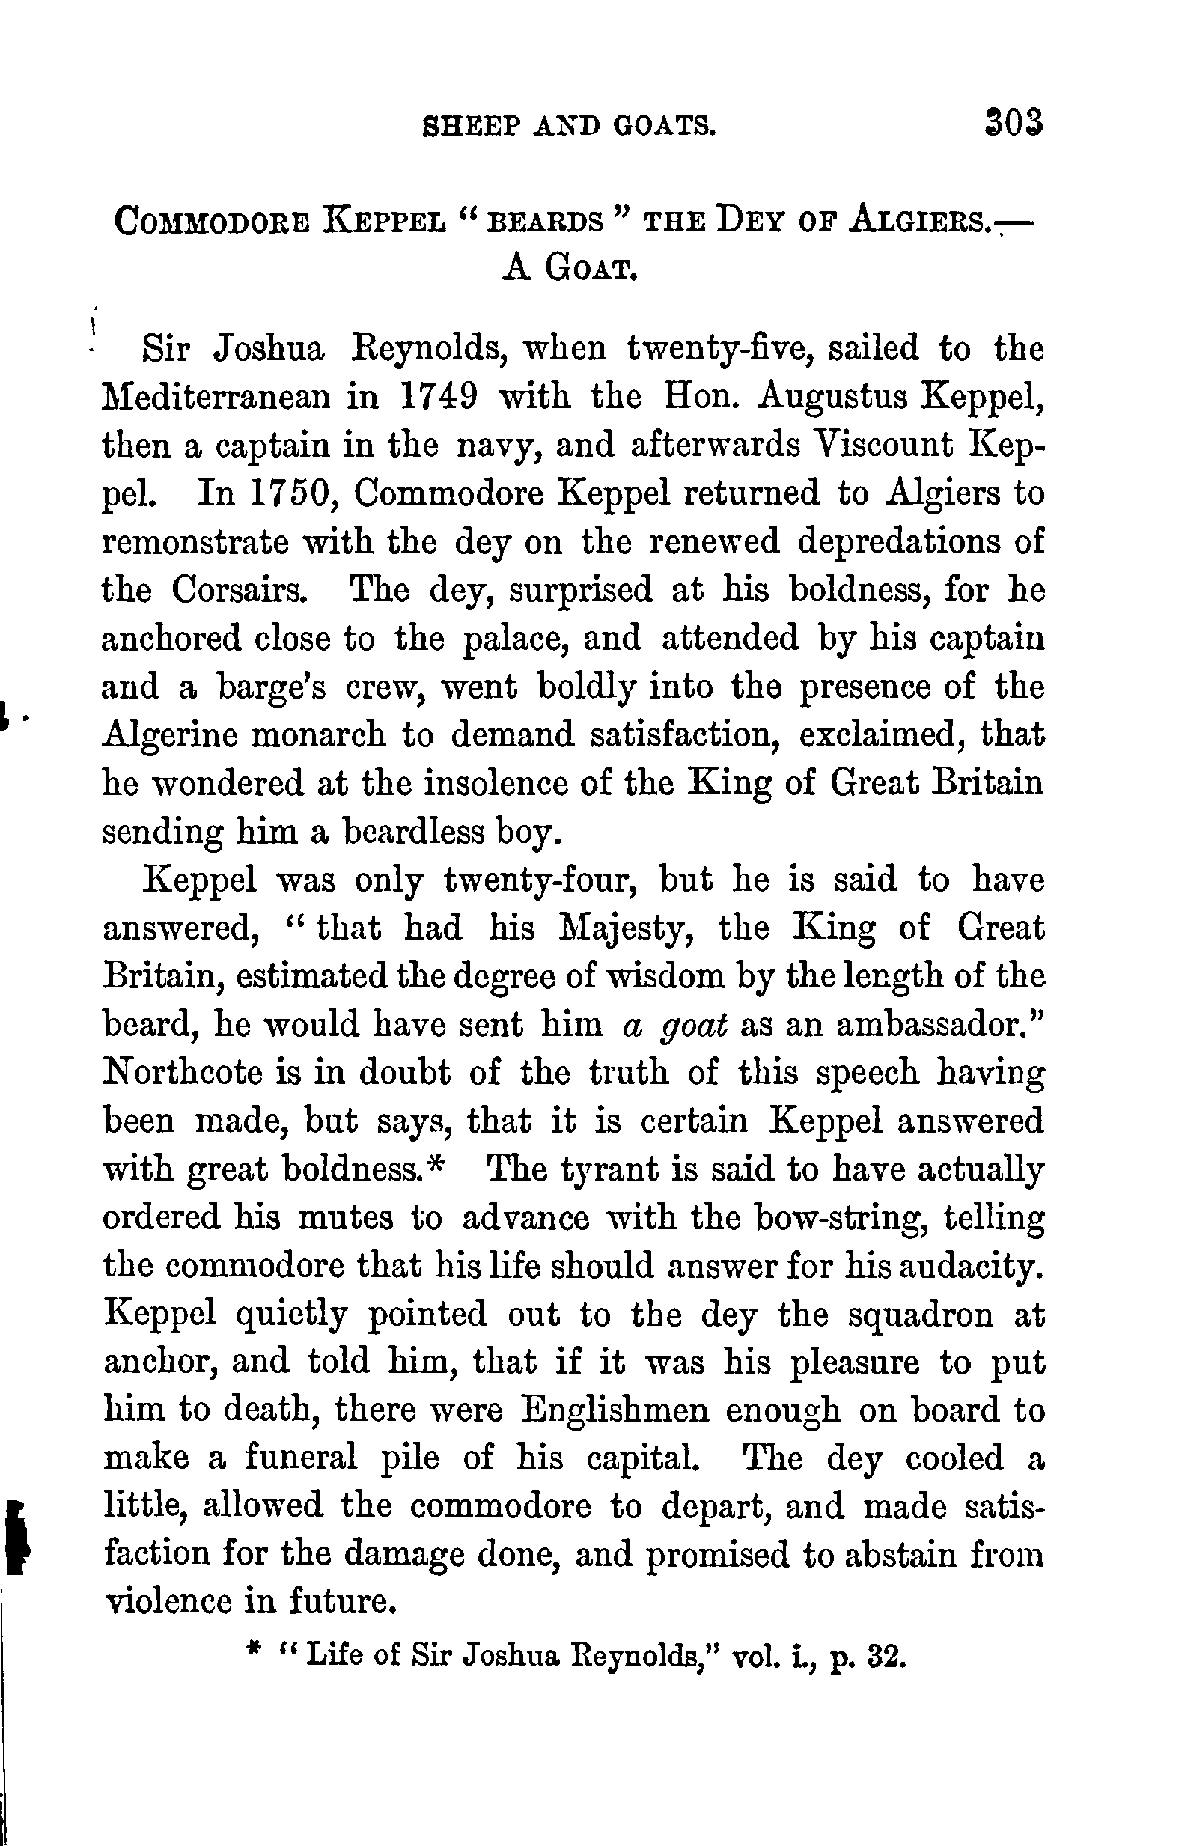 SHEEP AND GOATS. 303
COMMODORE KEPPEL “ BEARDS ” THE DEY OF ALGIERS.—
A GOAT.
Sir Joshua Reynolds, when twenty-five, sailed to the
Mediterranean in 1749 with the Hon. Augustus Keppel,
then a captain in the navy, and afterwards Viscount Kep-
pel. In 1750, Commodore Keppel returned to Algiers to
remonstrate with the dey on the renewed depredations of
the Corsairs. The dey, surprised at his boldness, for he
anchored close to the palace, and attended by his captain
and a barge’s crew, went boldly into the presence of the
Algerine monarch to demand satisfaction, exclaimed, that
he wondered at the insolence of the King of Great Britain
sending him a beardless boy.
Keppel was only twenty-four, but he is said to have
answered, “ that had his Majesty, the King of Great
Britain, estimated the degree of wisdom by the length of the
beard, he would have sent him a goat as an ambassador.”
Northcote is in doubt of the truth of this speech having
been made, but says, that it is certain Keppel answered
with great boldness.* The tyrant is said to have actually
ordered his mutes to advance with the bow-string, telling
the commodore that his life should answer for his audacity.
Keppel quietly pointed out to the dey the squadron at
anchor, and told him, that if it was his pleasure to put
him to death, there were Englishmen enough on board to
make a funeral pile of his capital. The dey cooled a
little, allowed the commodore to depart, and made satis-
faction for the damage done, and promised to abstain from
violence in future.
* “ Life of Sir Joshua Reynolds,” vol. i., p. 32.